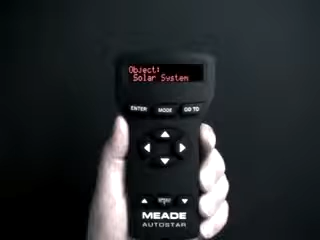 Object:
Solar System
ENTER MODE GO TO
MEADE
AUTOSTAR